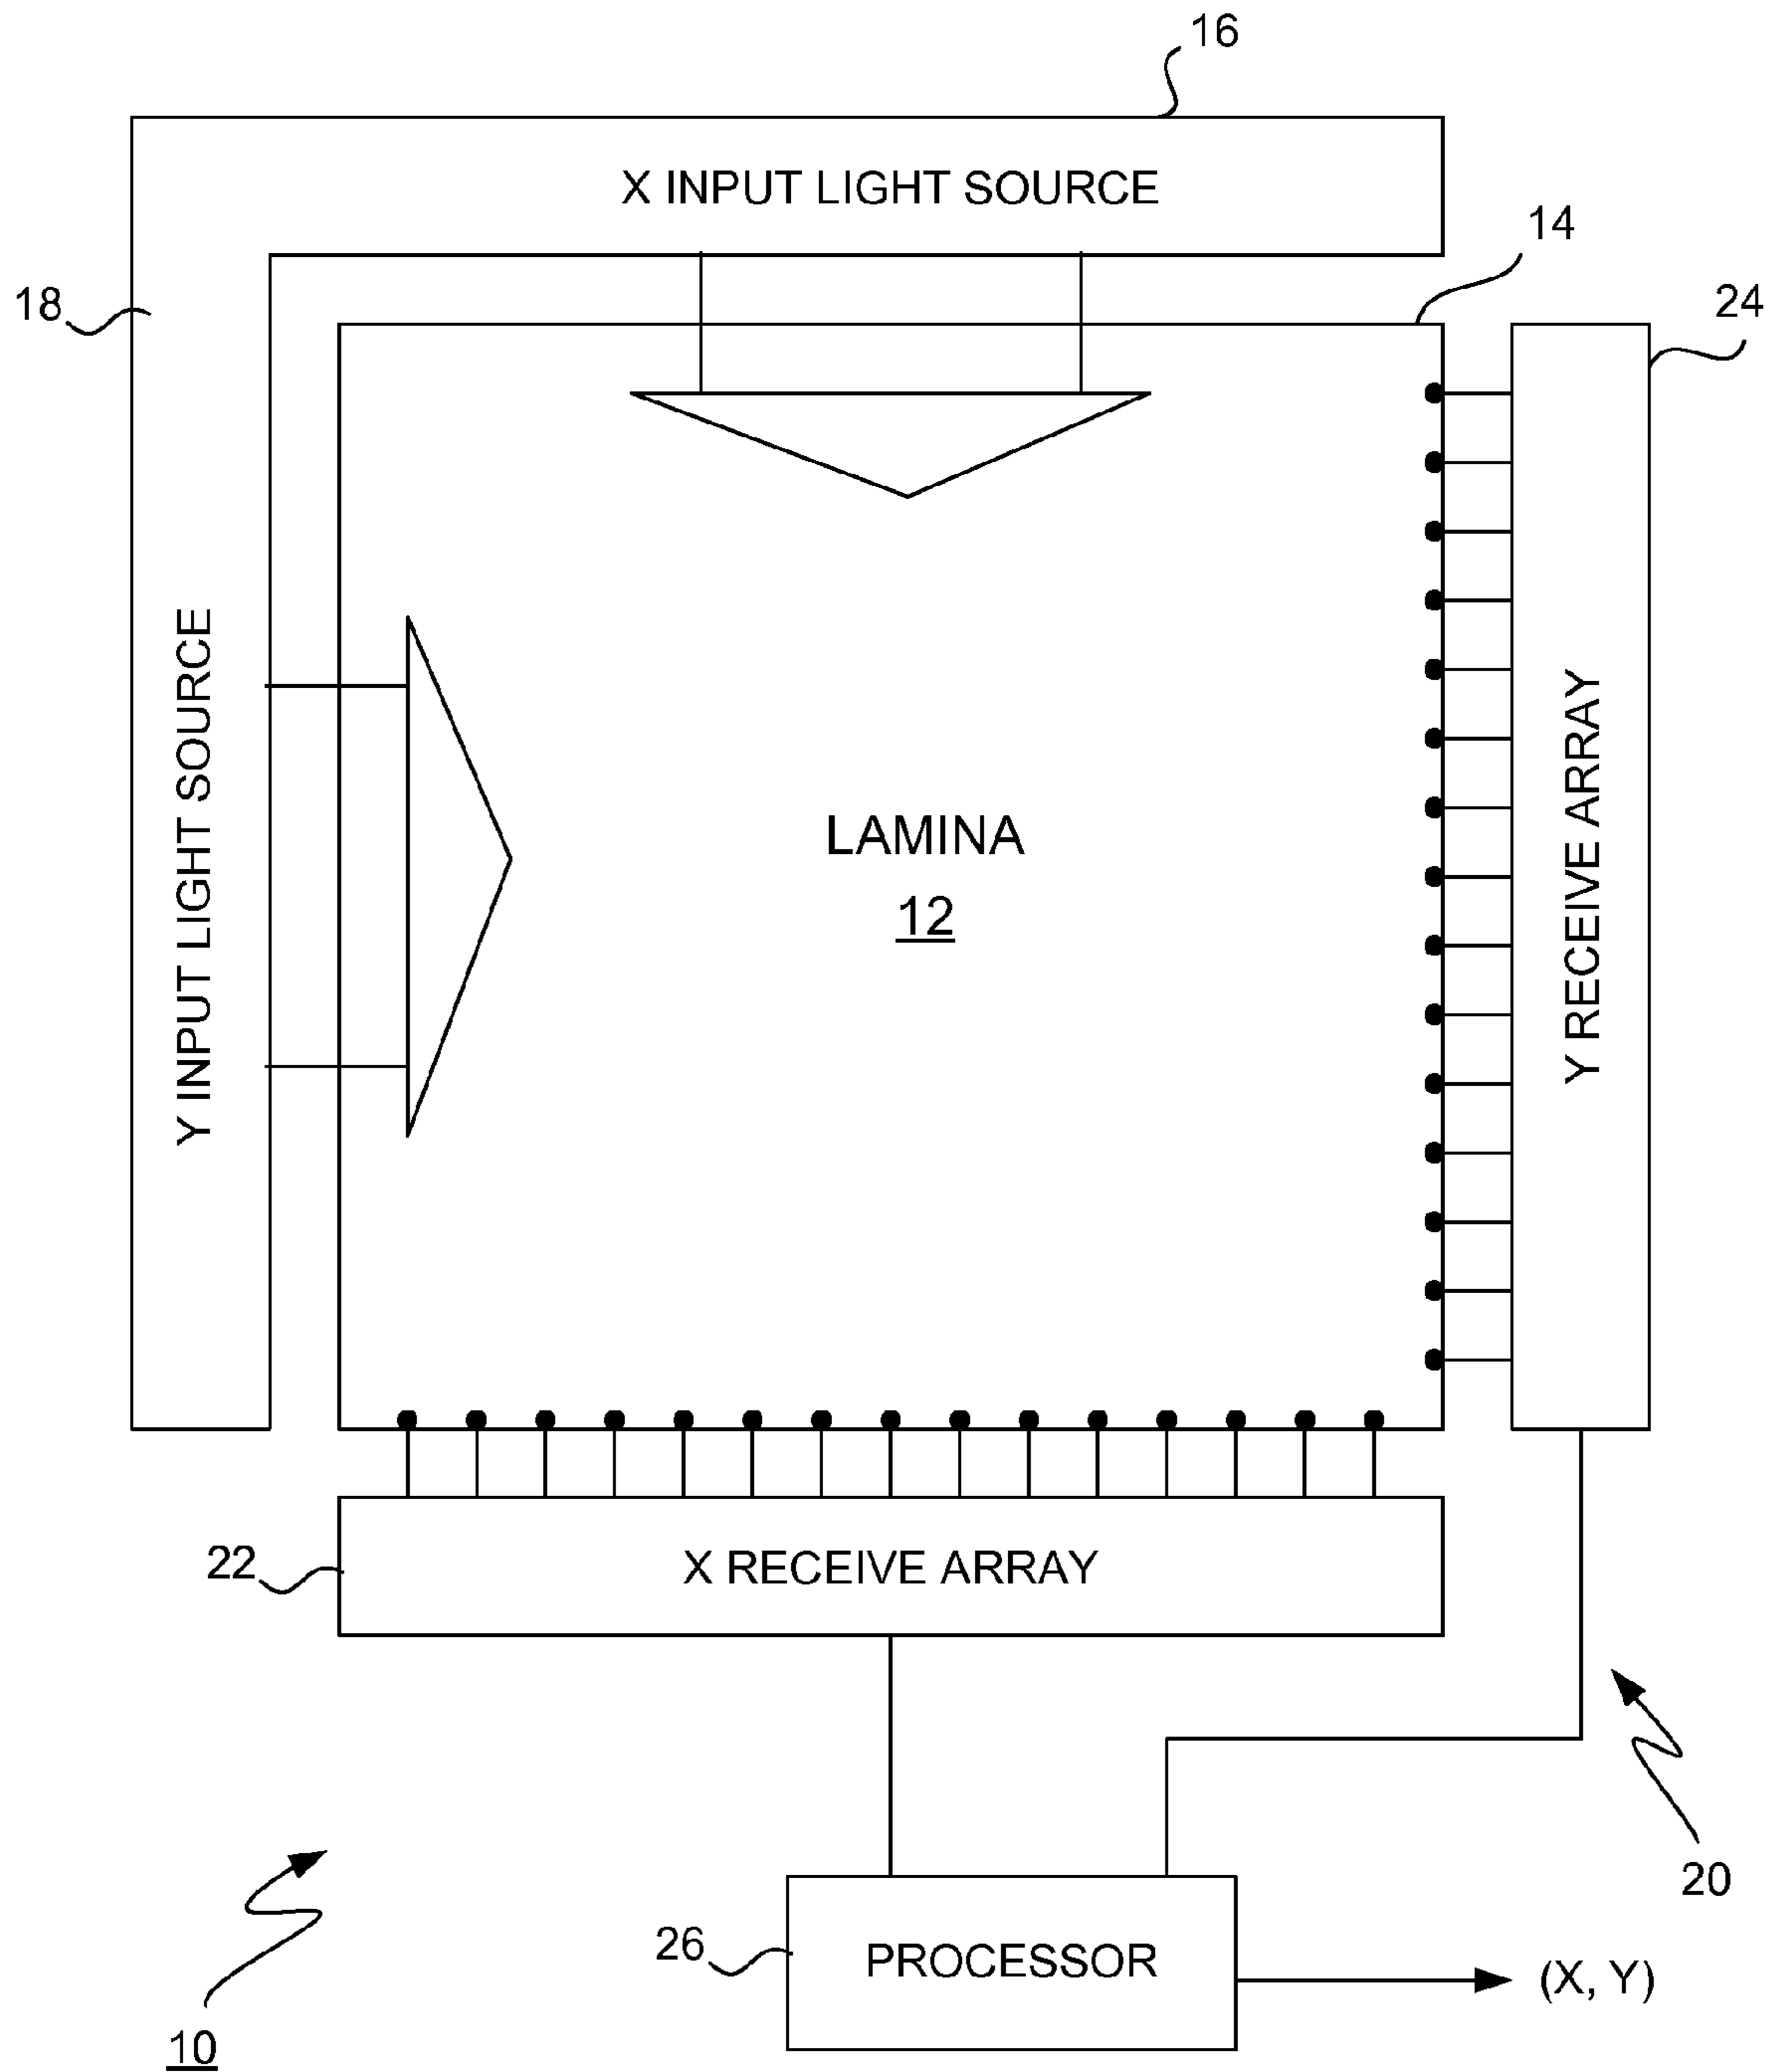 16
X INPUT LIGHT SOURCE
14
18
24
Y INPUT LIGHT SOURCE
LAMINA
12
Y RECEIVE ARRAY
22
X RECEIVE ARRAY
20
26
PROCESSOR
(X, Y)
10